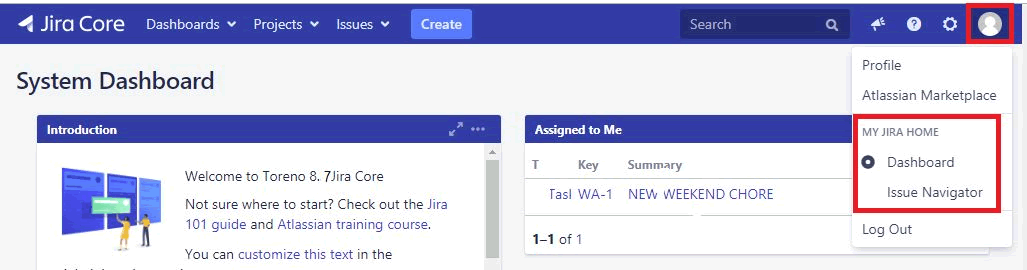 Jira Core Dashboards Projects Issues Create Search
System Dashboard
Profile
Atlassian Marketplace
MY JIRA HOME
Dashboard
Issue Navigator
Log Out
Introduction
Welcome to Toreno 8. 7Jira Core
Not sure where to start? Check out the Jira
101 guide and Atlassian training course.
You can customize this text in the
Assigned to Me
T Key Summary
Tasl WA-1 NEW WEEKEND CHORE
1–1 of 1